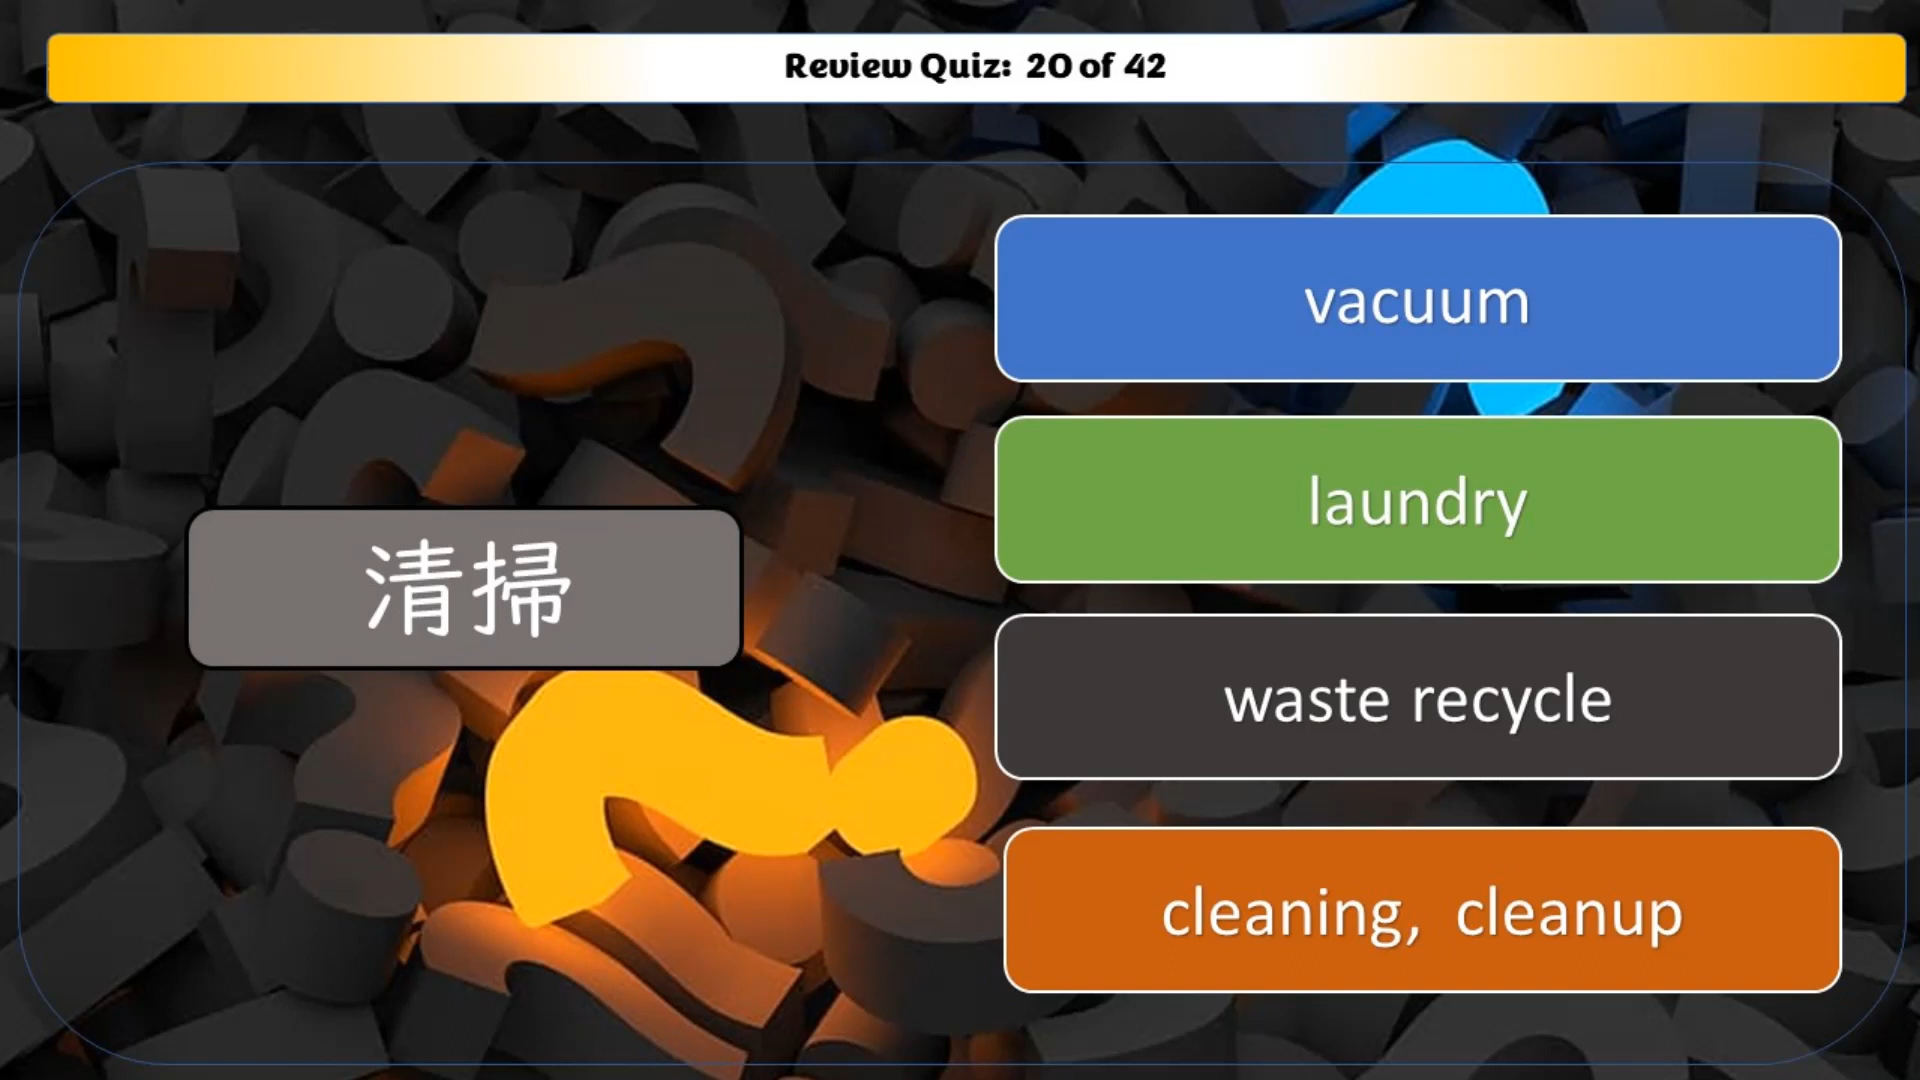 Review Quiz: 20 of 42
vacuum
laundry
清掃
waste recycle
cleaning, cleanup